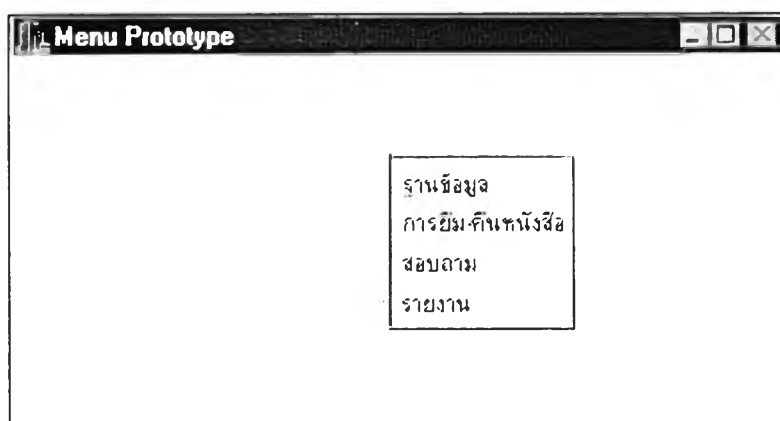 Menu Prototype
ฐานข้อมูล
การยืม-คืนหนังสือ
สอบถาม
รายงาน